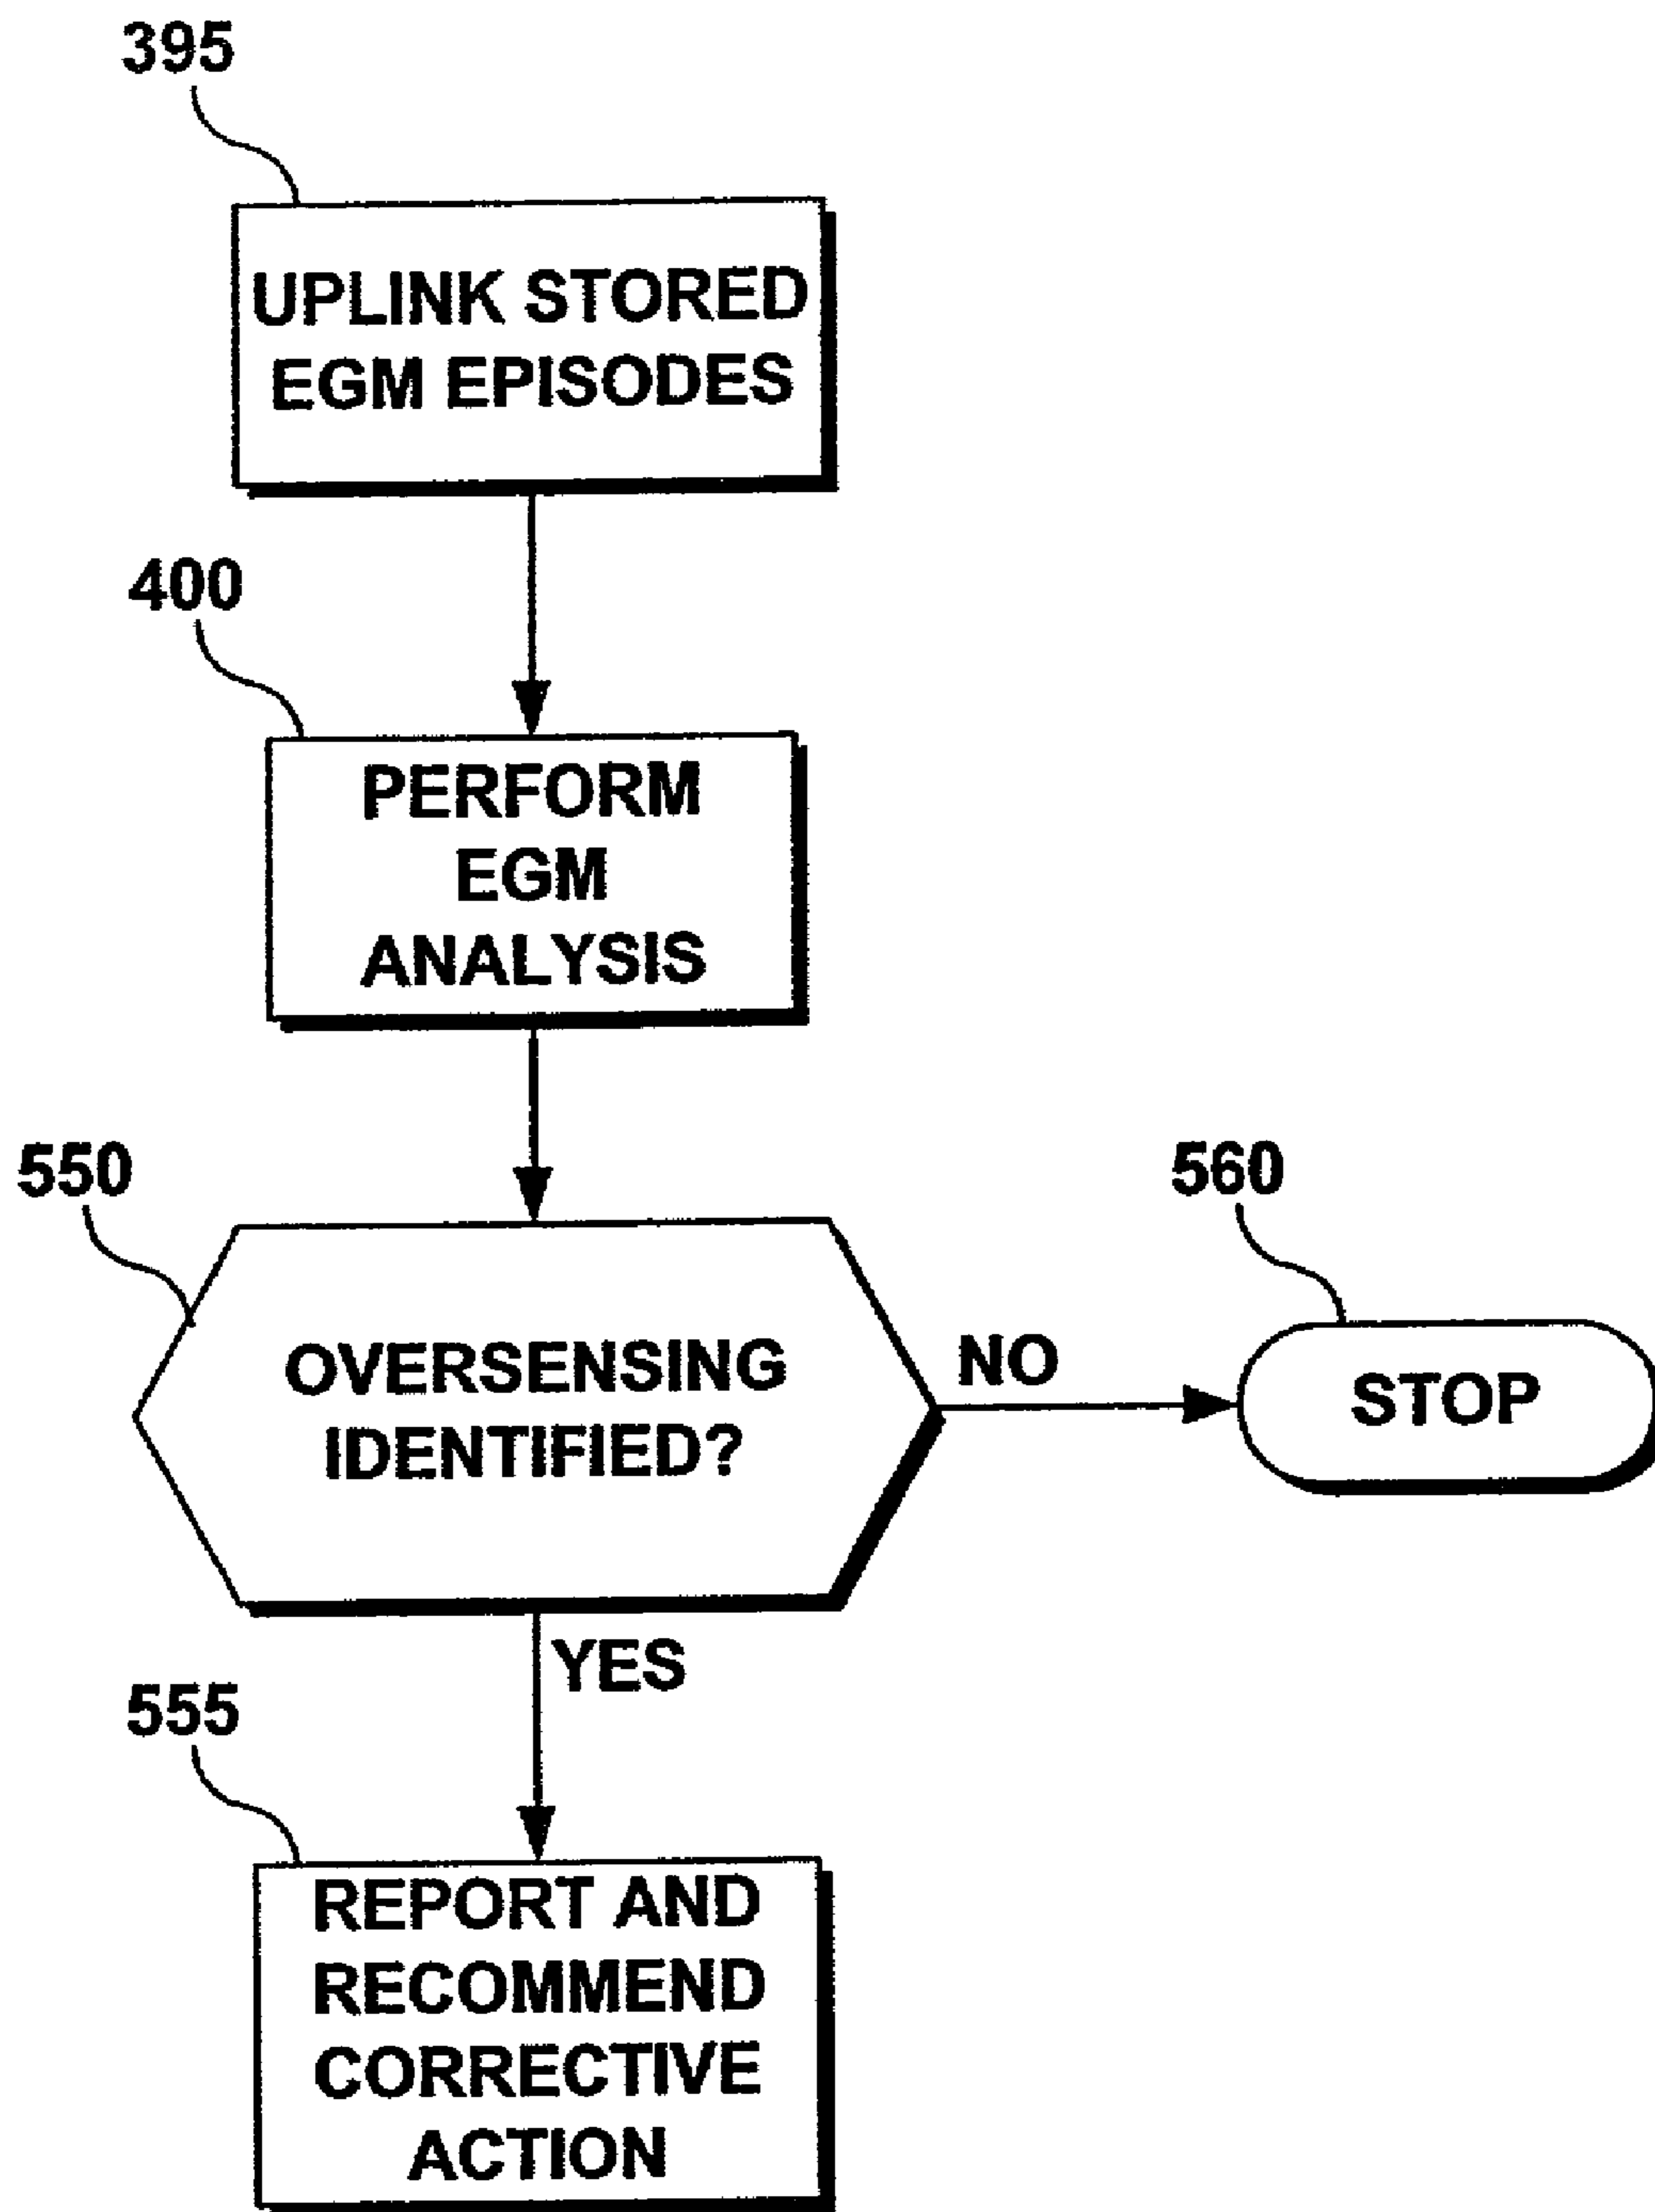 395
UPLINK STORED
EGM EPISODES
400
PERFORM
EGM
ANALYSIS
550
OVERSENSING
IDENTIFIED?
NO
560
STOP
YES
555
REPORT AND
RECOMMEND
CORRECTIVE
ACTION